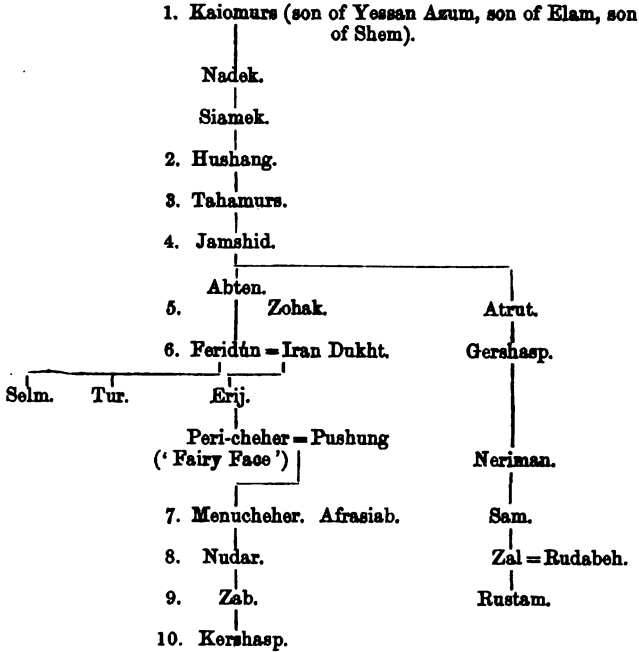 1. Kaiomurs (son of Yessan Azum, son of Elam, son
of Shem).
Nadek.
Siamek.
2. Hushang.
3. Tahamurs.
4. Jamshid.
Abten.
5. Zohak. Atrut.
6. Feridún = Iran Dukht. Gershasp.
Selm. Tur. Erij.
Peri-cheher = Pushung
(‘Fairy Face’) Neriman.
7. Menucheher. Afrasiab. Sam.
8. Nudar. Zal = Rudabeh.
9. Zab. Rustam.
10. Kershasp.